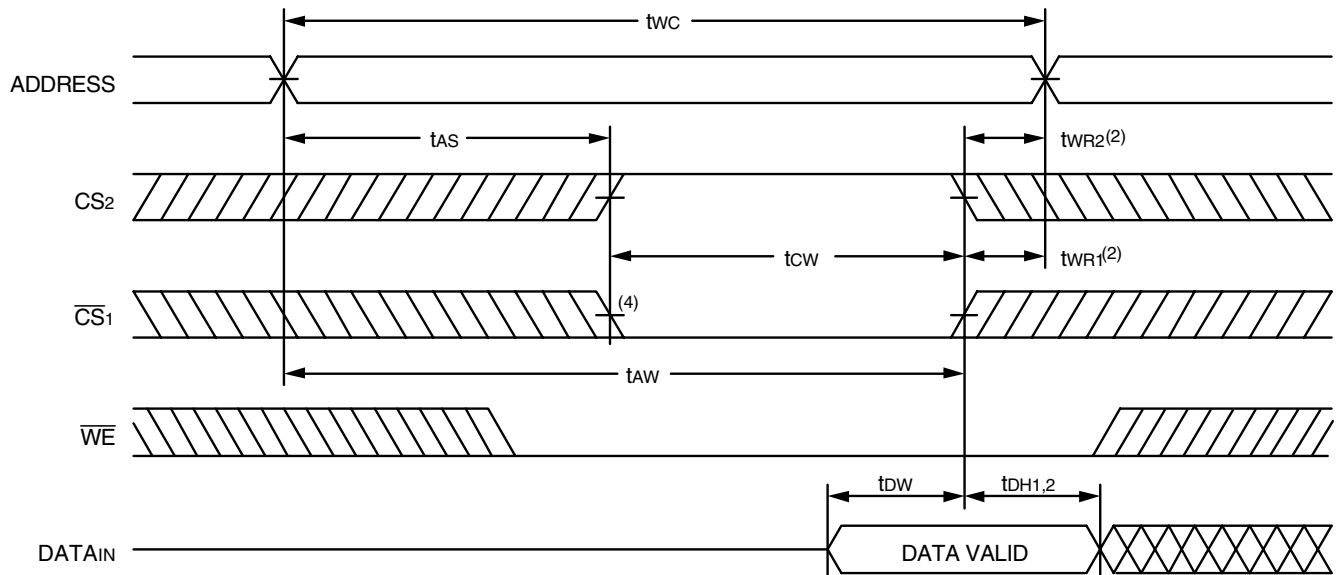 tWC
ADDRESS
tAS
tWR2(2)
CS2
tCW
tWR1(2)
CS1
(4)
tAW
WE
tDW
tDH1,2
DATAIN
DATA VALID